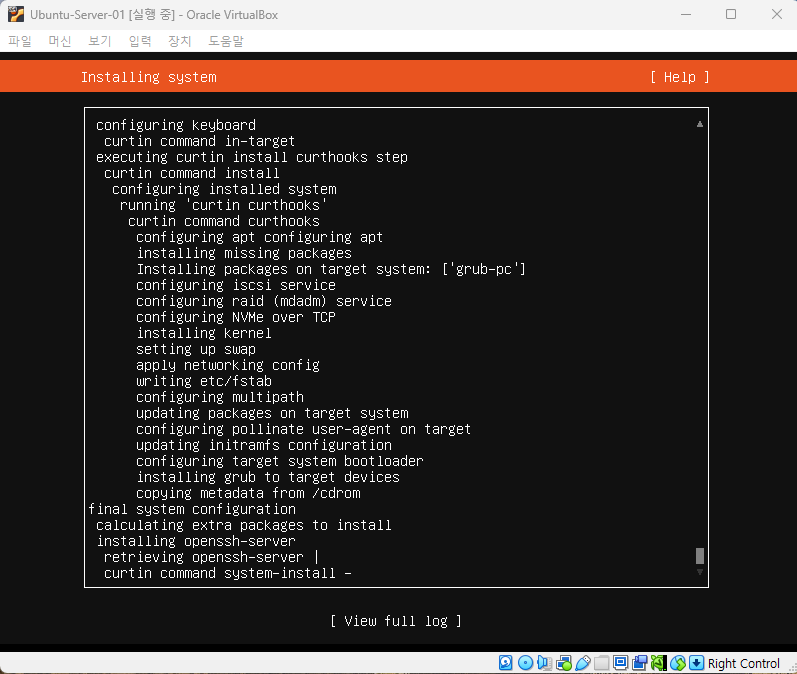 Ubuntu-Server-01 [실행 중] - Oracle VirtualBox
파일 머신 보기 입력 장치 도움말
Installing system [ Help ]
configuring keyboard
curtin command in-target
executing curtin install curthooks step
curtin command install
configuring installed system
running 'curtin curthooks'
curtin command curthooks
configuring apt configuring apt
installing missing packages
Installing packages on target system: ['grub-pc']
configuring iscsi service
configuring raid (mdadm) service
configuring NVMe over TCP
installing kernel
setting up swap
apply networking config
writing etc/fstab
configuring multipath
updating packages on target system
configuring pollinate user-agent on target
updating initramfs configuration
configuring target system bootloader
installing grub to target devices
copying metadata from /cdrom
final system configuration
calculating extra packages to install
installing openssh-server
retrieving openssh-server |
curtin command system-install -
[ View full log ]
Right Control